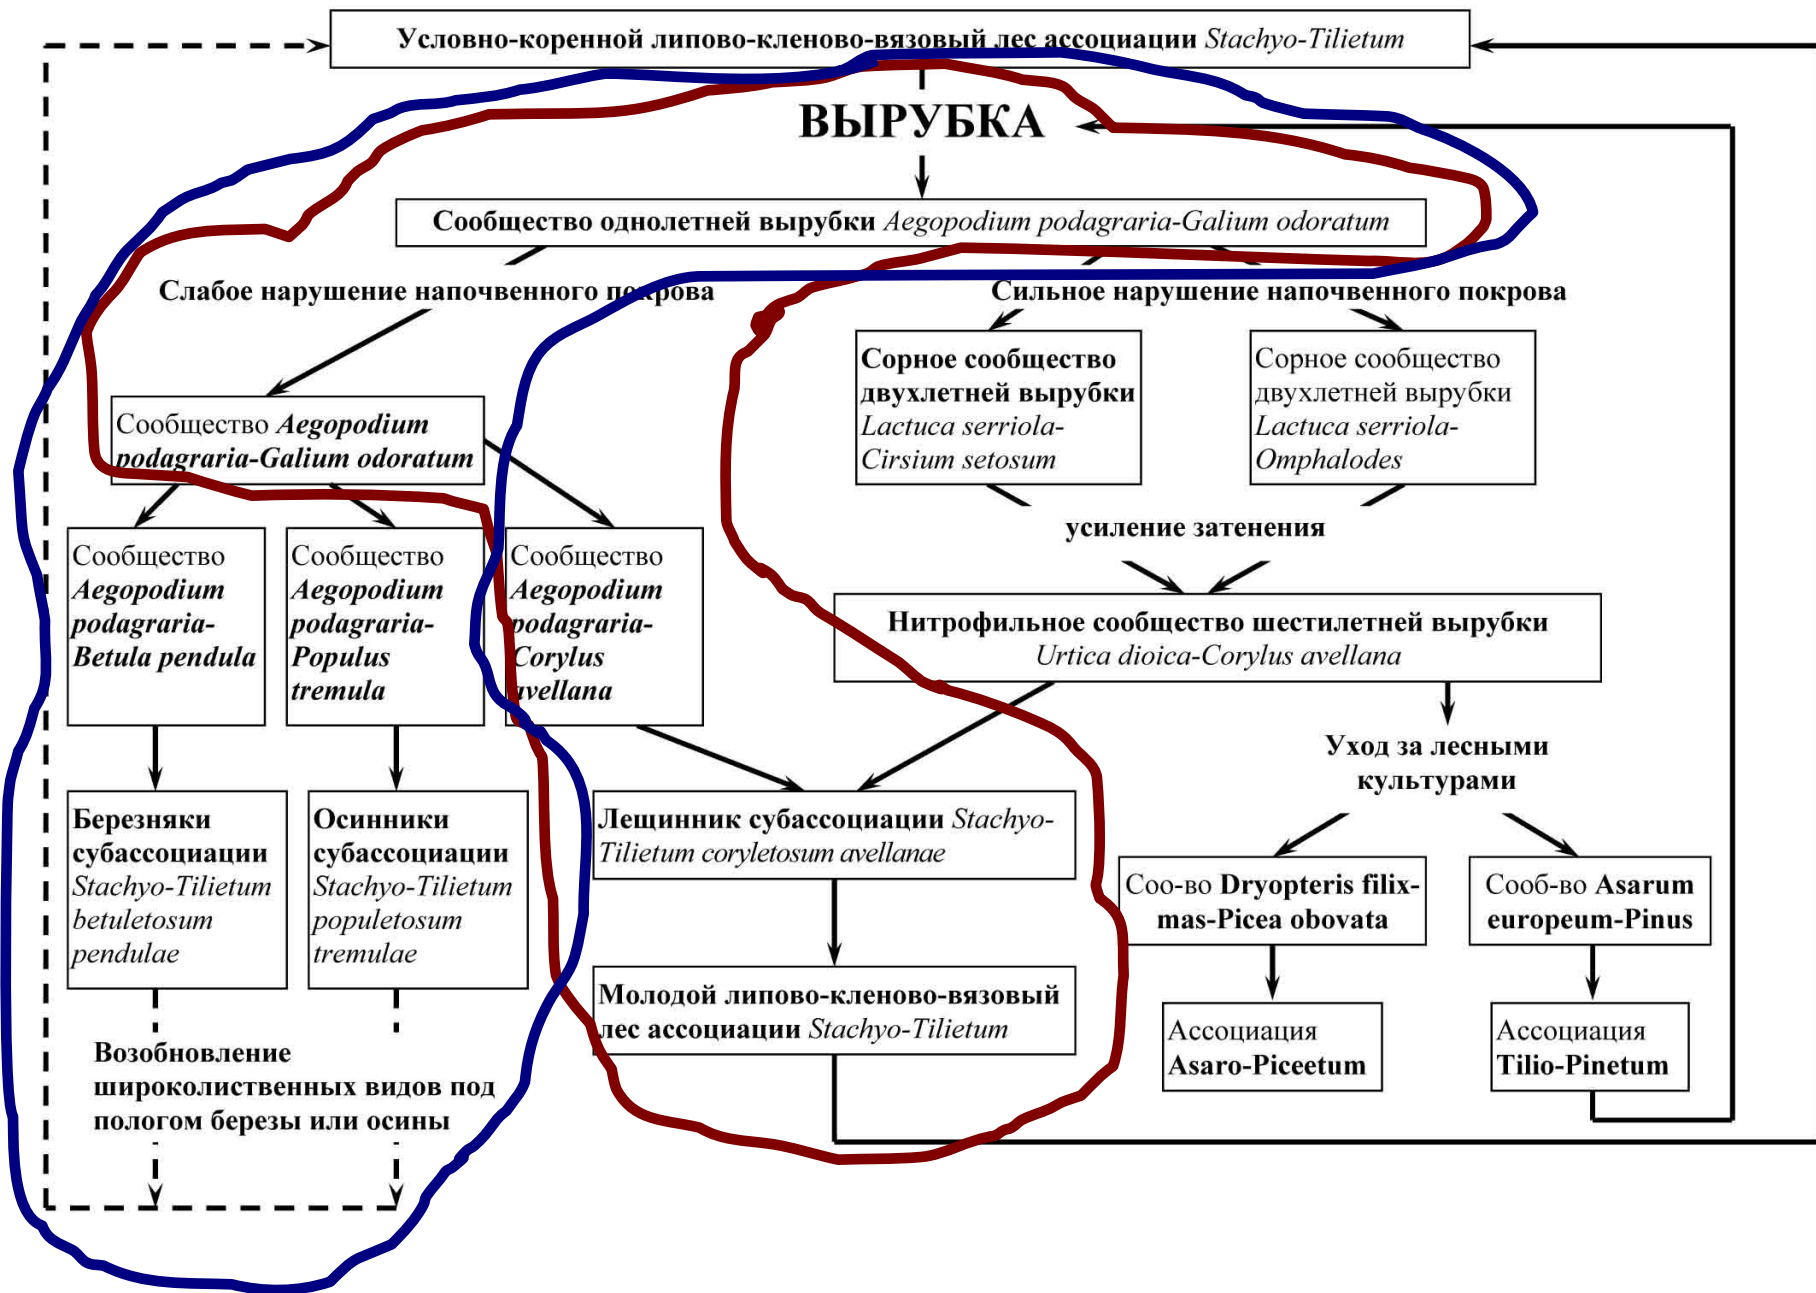 Условно-коренной липово-кленово-вязовый лес ассоциации Stachyo-Tilietum
ВЫРУБКА
Сообщество однолетней вырубки Aegopodium podagraria-Galium odoratum
Слабое нарушение напочвенного покрова
Сильное нарушение напочвенного покрова
Сообщество Aegopodium
podagraria-Galium odoratum
Сорное сообщество
двухлетней вырубки
Lactuca serriola-
Cirsium setosum
Сорное сообщество
двухлетней вырубки
Lactuca serriola-
Omphalodes
усиление затенения
Сообщество
Aegopodium
podagraria-
Betula pendula
Сообщество
Aegopodium
podagraria-
Populus
tremula
Сообщество
Aegopodium
podagraria-
Corylus
avellana
Нитрофильное сообщество шестилетней вырубки
Urtica dioica-Corylus avellana
Уход за лесными
культурами
Березняки
субассоциации
Stachyo-Tilietum
betuletosum
pendulae
Осинники
субассоциации
Stachyo-Tilietum
populetosum
tremulae
Лещинник субассоциации Stachyo-
Tilietum coryletosum avellanae
Соо-во Dryopteris filix-
mas-Picea obovata
Сооб-во Asarum
europeum-Pinus
Молодой липово-кленово-вязовый
лес ассоциации Stachyo-Tilietum
Ассоциация
Asaro-Piceetum
Ассоциация
Tilio-Pinetum
Возобновление
широколиственных видов под
пологом березы или осины